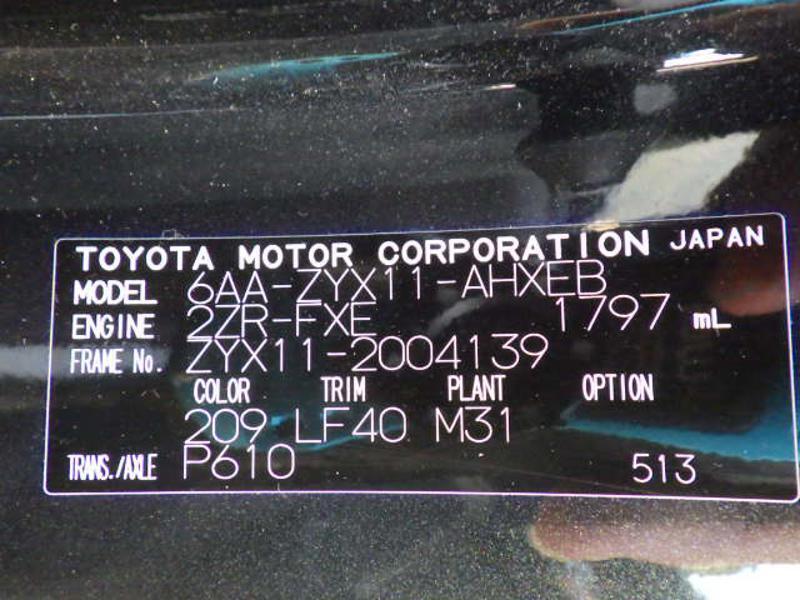 TOYOTA MOTOR CORPORATION JAPAN
MODEL 6AA-ZYX11-AHXEB
ENGINE 2ZR-FXE 1797 mL
FRAME No. ZYX11-2004139
COLOR TRIM PLANT OPTION
209 LF40 M31
TRANS./AXLE P610 513